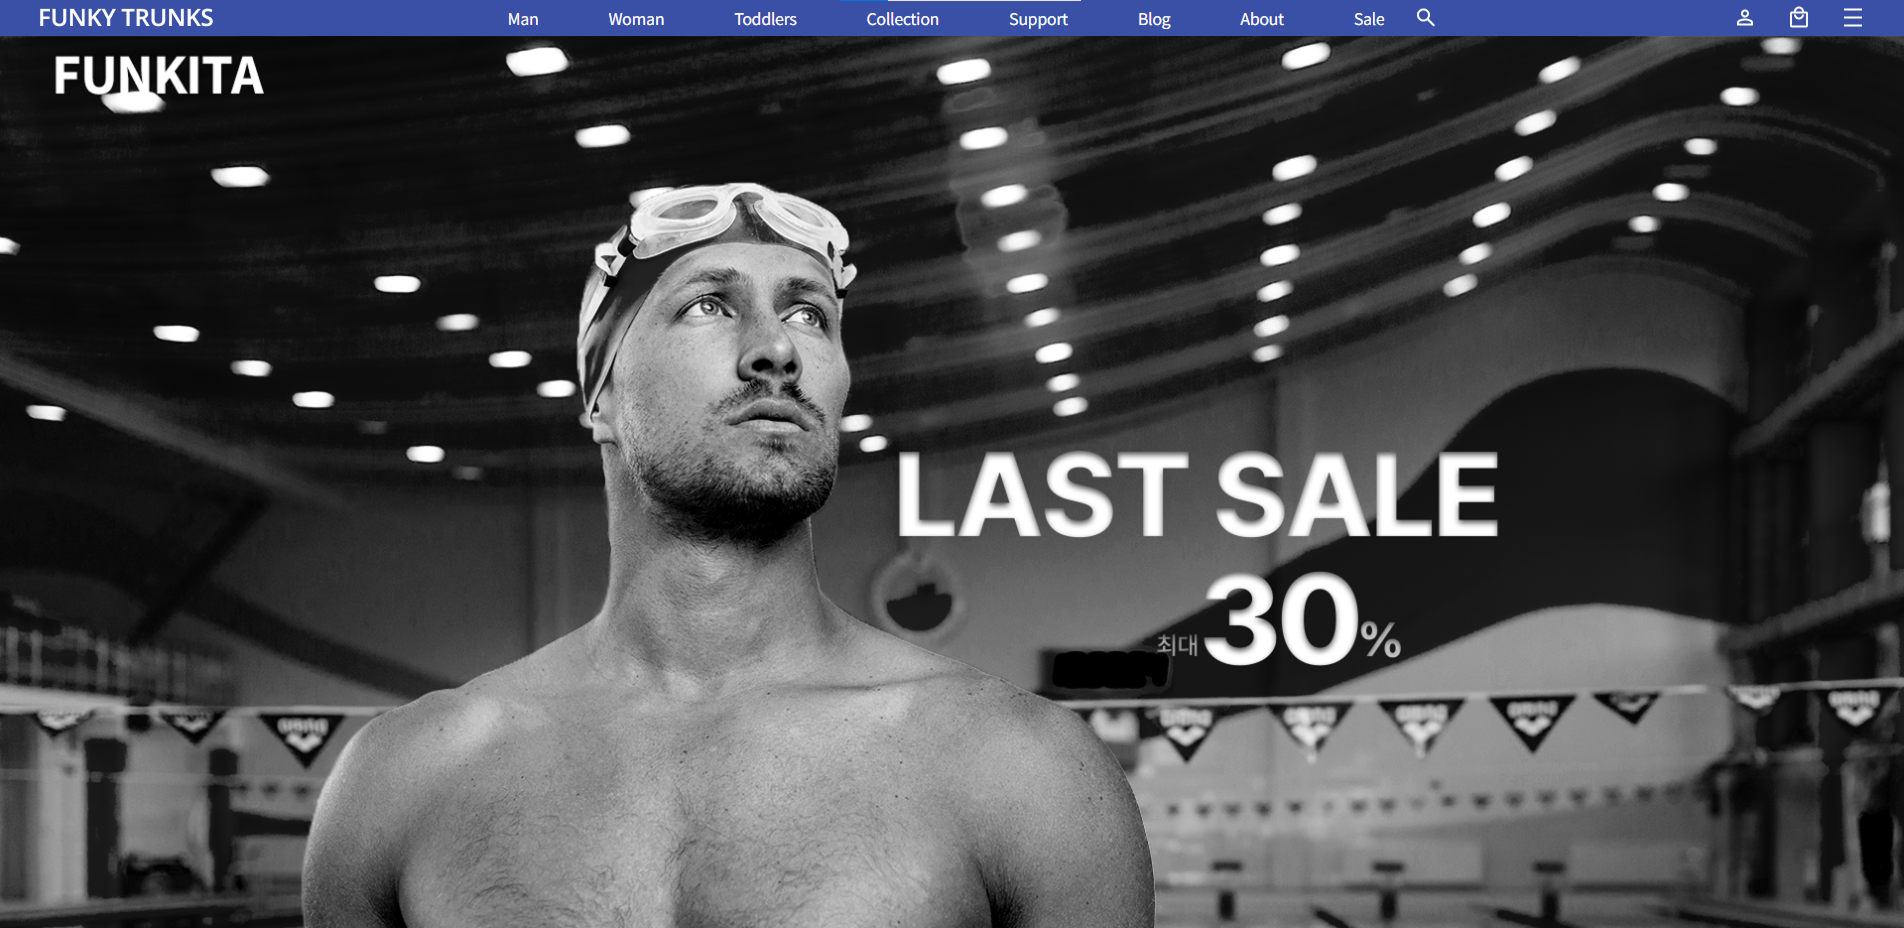 FUNKY TRUNKS Man Woman Toddlers Collection Support Blog About Sale
FUNKITA
LAST SALE
최대 30%